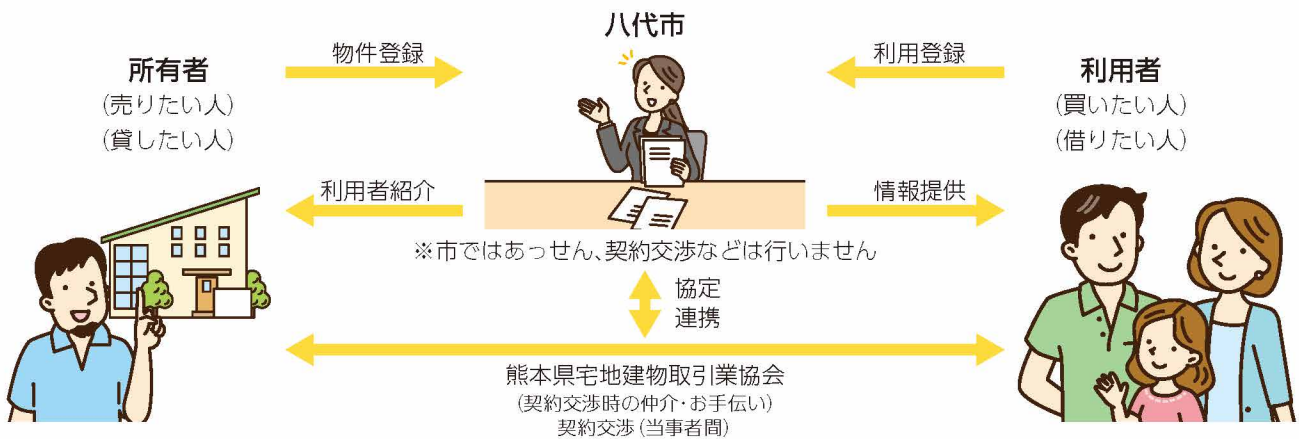 八代市
物件登録
利用登録
所有者
(売りたい人)
(貸したい人)
利用者
(買いたい人)
(借りたい人)
利用者紹介
情報提供
※市ではあっせん、契約交渉などは行いません
協定
連携
熊本県宅地建物取引業協会
(契約交渉時の仲介・お手伝い)
契約交渉(当事者間)